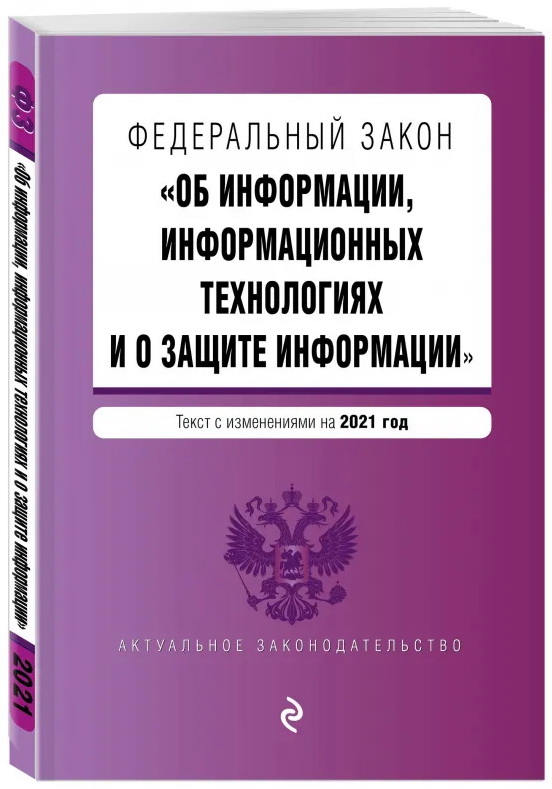 ФЕДЕРАЛЬНЫЙ ЗАКОН
«ОБ ИНФОРМАЦИИ,
ИНФОРМАЦИОННЫХ
ТЕХНОЛОГИЯХ
И О ЗАЩИТЕ ИНФОРМАЦИИ»
Текст с изменениями на 2021 год
АКТУАЛЬНОЕ ЗАКОНОДАТЕЛЬСТВО
ФЗ
«Об информации, информационных технологиях и о защите информации»
2021